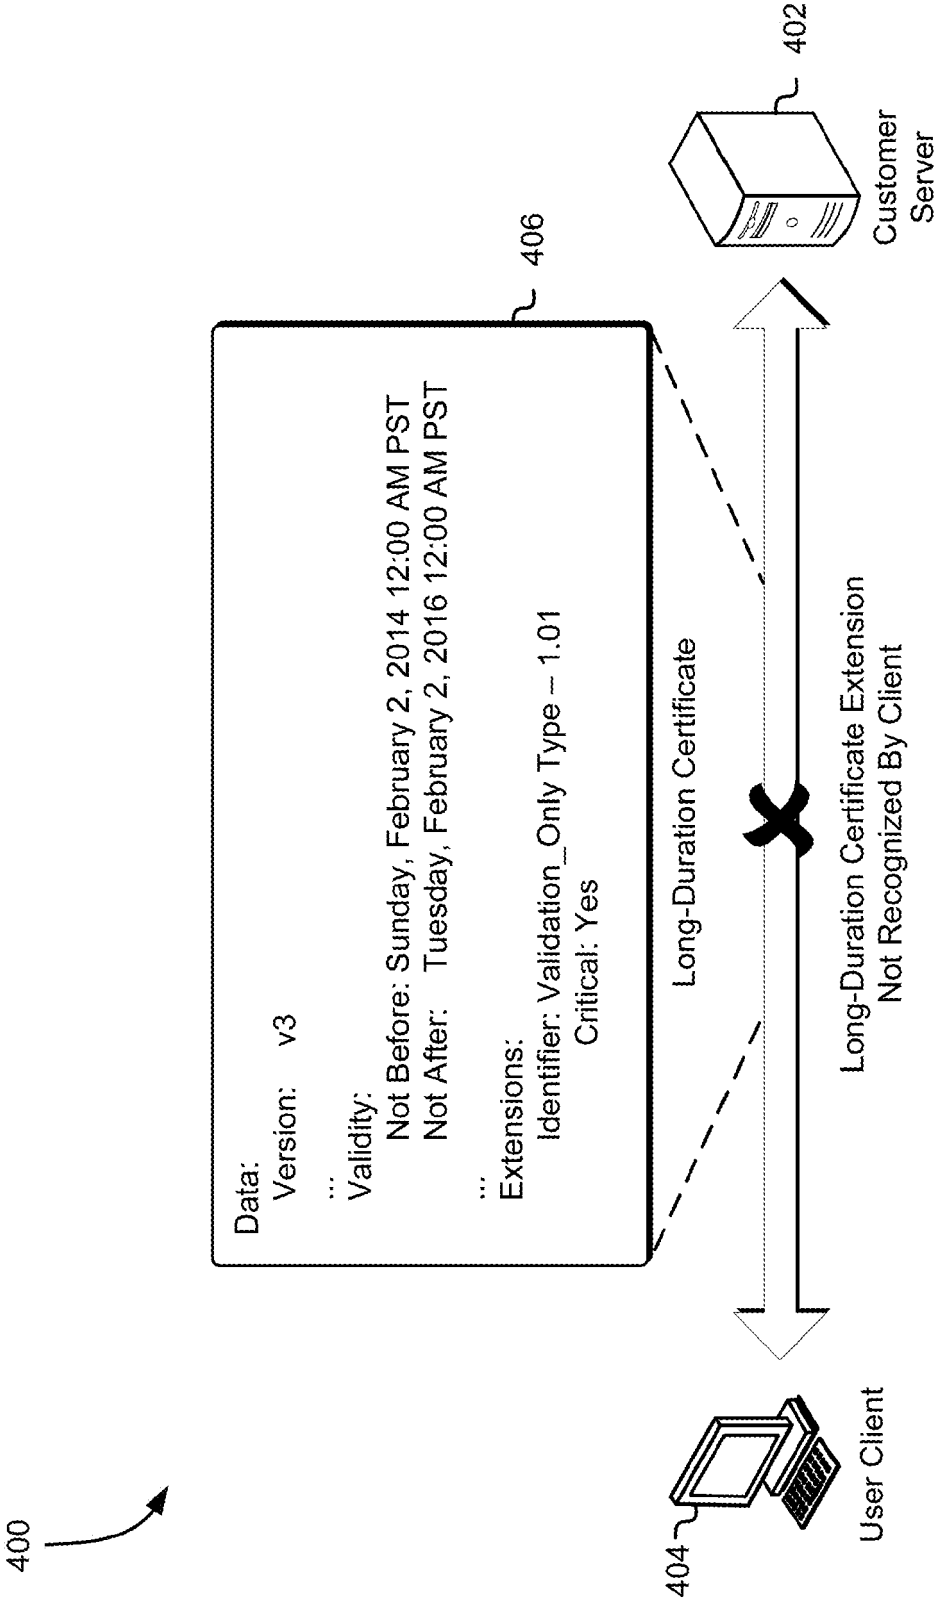 400
Data:
Version: v3
...
Validity:
Not Before: Sunday, February 2, 2014 12:00 AM PST
Not After: Tuesday, February 2, 2016 12:00 AM PST
...
Extensions:
Identifier: Validation_Only Type – 1.01
Critical: Yes
406
Long-Duration Certificate
404
User Client
Long-Duration Certificate Extension
Not Recognized By Client
402
Customer
Server